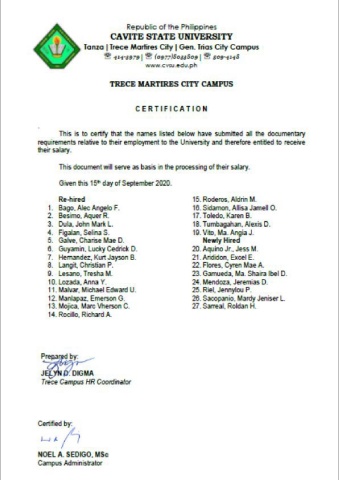 Republic of the Philippines
CAVITE STATE UNIVERSITY
Tanza | Trece Martires City | Gen. Trias City Campus
☎ 414-3979 | ☎ (0977)8044809 | ☎ 509-4148
www.cvsu.edu.ph
TRECE MARTIRES CITY CAMPUS
CERTIFICATION
This is to certify that the names listed below have submitted all the documentary
requirements relative to their employment to the University and therefore entitled to receive
their salary.
This document will serve as basis in the processing of their salary.
Given this 15th day of September 2020.
Re-hired
1. Bago, Alec Angelo F.
2. Besimo, Aquer R.
3. Dula, John Mark L.
4. Figalan, Selina S.
5. Galve, Charise Mae D.
6. Guyamin, Lucky Cedrick D.
7. Hernandez, Kurt Jayson B.
8. Langit, Christian P.
9. Lesano, Tresha M.
10. Lozada, Anna Y.
11. Malvar, Michael Edward U.
12. Manlapaz, Emerson G.
13. Mojica, Marc Vherson C.
14. Rocillo, Richard A.
15. Roderos, Aldrin M.
16. Sidamon, Allisa Jamell O.
17. Toledo, Karen B.
18. Tumbagahan, Alexis D.
19. Vito, Ma. Angia J.
Newly Hired
20. Aquino Jr., Jess M.
21. Andidon, Excel E.
22. Flores, Cyren Mae A.
23. Gamueda, Ma. Shaira Ibel D.
24. Mendoza, Jeremias D.
25. Riel, Jennylou P.
26. Sacopanio, Mardy Jeniser L.
27. Sarreal, Roldan H.
Prepared by:
JELYN D. DIGMA
Trece Campus HR Coordinator
Certified by:
NOEL A. SEDIGO, MSc
Campus Administrator